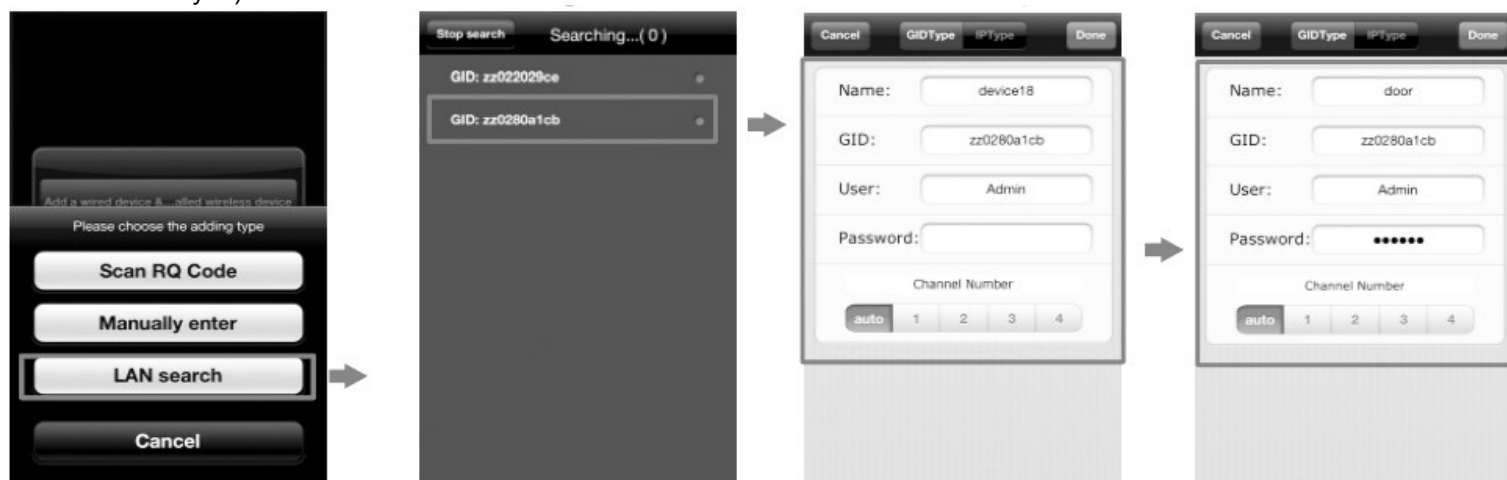 Add a wired device &...alled wireless device
Please choose the adding type
Scan RQ Code
Manually enter
LAN search
Cancel
Stop search Searching...( 0 )
GID: zz022029ce
GID: zz0280a1cb
Cancel GIDType IPType Done
Name: device18
GID: zz0280a1cb
User: Admin
Password:
Channel Number
auto 1 2 3 4
Cancel GIDType IPType Done
Name: door
GID: zz0280a1cb
User: Admin
Password: ••••••
Channel Number
auto 1 2 3 4